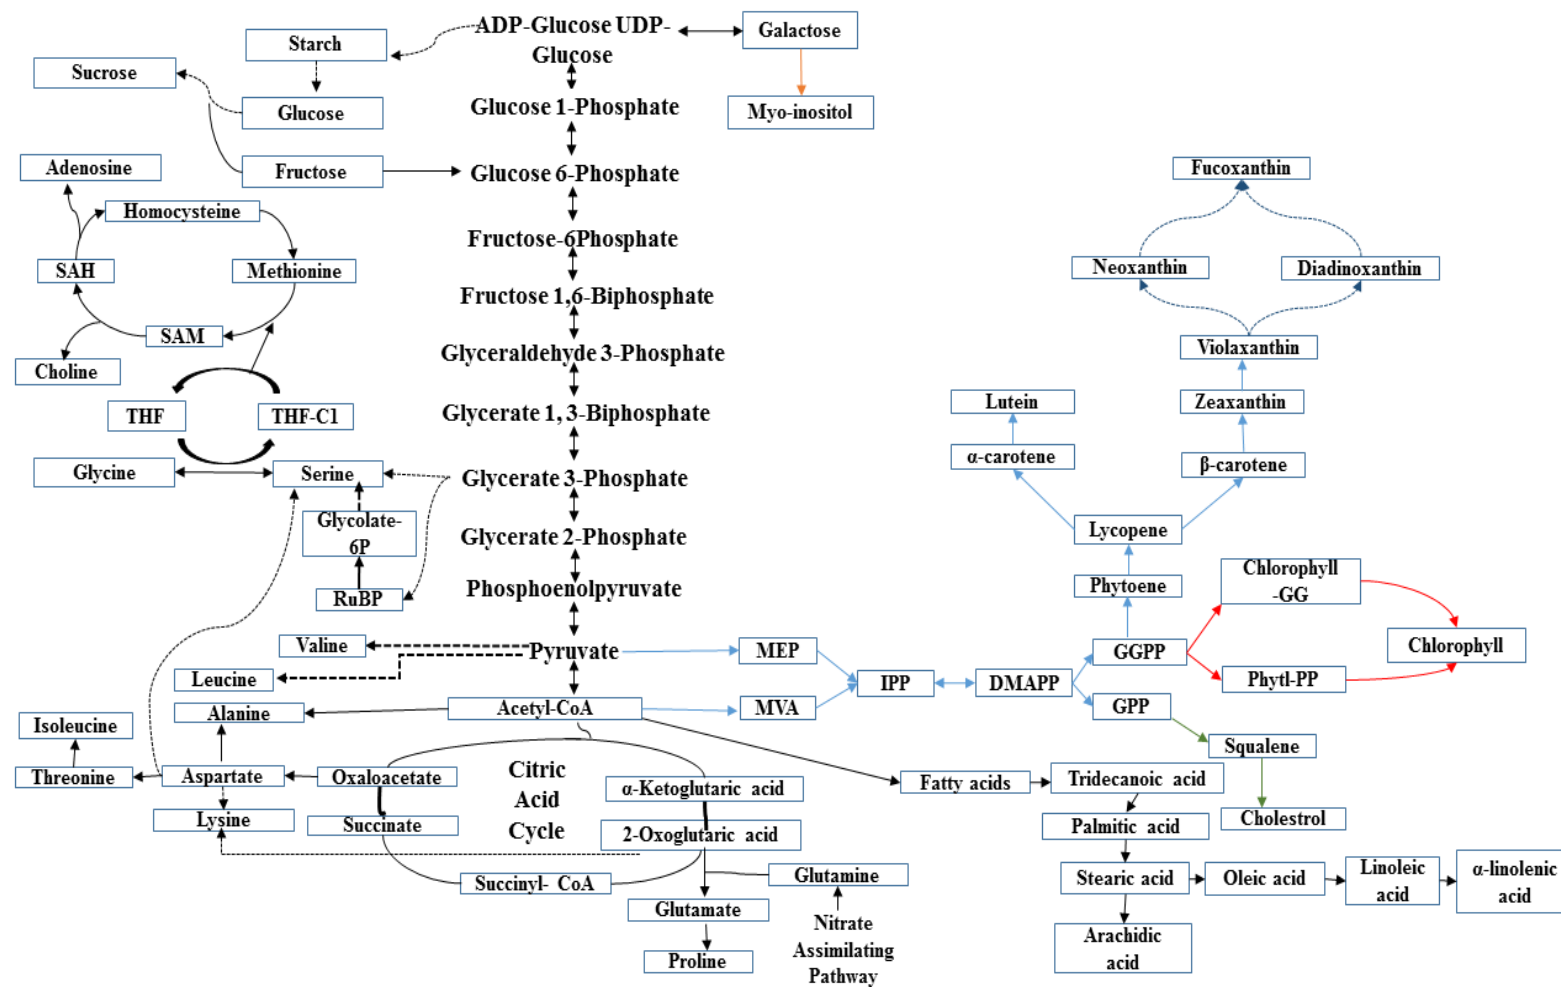 ADP-Glucose UDP-
Glucose
Galactose
Starch
Sucrose
Glucose
Glucose 1-Phosphate
Myo-inositol
Adenosine
Fructose
Glucose 6-Phosphate
Fucoxanthin
Homocysteine
Fructose-6Phosphate
SAH
Methionine
Neoxanthin
Diadinoxanthin
Fructose 1,6-Biphosphate
SAM
Violaxanthin
Choline
Glyceraldehyde 3-Phosphate
THF
THF-C1
Glycerate 1, 3-Biphosphate
Lutein
Zeaxanthin
α-carotene
β-carotene
Glycine
Serine
Glycerate 3-Phosphate
Glycolate-
6P
Glycerate 2-Phosphate
Lycopene
RuBP
Phosphoenolpyruvate
Phytoene
Chlorophyll
-GG
Valine
Pyruvate
MEP
GGPP
Chlorophyll
Leucine
IPP
DMAPP
Phytl-PP
Alanine
Acetyl-CoA
MVA
GPP
Isoleucine
Squalene
Threonine
Aspartate
Oxaloacetate
Citric
Acid
Cycle
α-Ketoglutaric acid
Fatty acids
Tridecanoic acid
Lysine
Succinate
2-Oxoglutaric acid
Palmitic acid
Cholestrol
Succinyl- CoA
Glutamine
Stearic acid
Oleic acid
Linoleic
acid
α-linolenic
acid
Glutamate
Nitrate
Assimilating
Pathway
Proline
Arachidic
acid